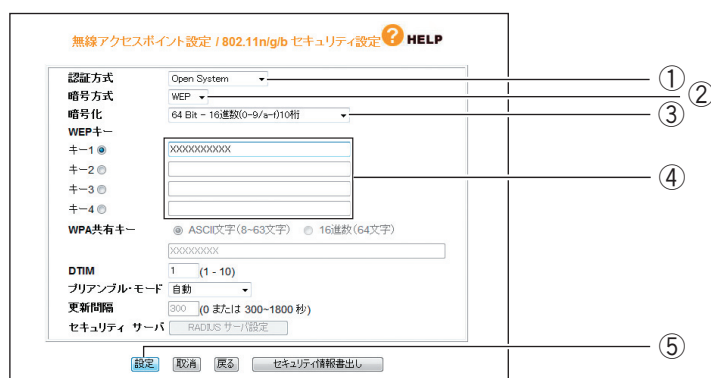 無線アクセスポイント設定 / 802.11n/g/b セキュリティ設定 ? HELP
認証方式 Open System ①
暗号方式 WEP ②
暗号化 64 Bit - 16進数(0-9/a-f)10桁 ③
WEPキー
キー1 XXXXXXXXXX
キー2
キー3 ④
キー4
WPA共有キー ASCII文字(8~63文字) 16進数(64文字)
XXXXXXXX
DTIM 1 (1 - 10)
プリアンブル・モード 自動
更新間隔 300 (0 または 300~1800 秒)
セキュリティ サーバ RADIUS サーバ設定
設定 取消 戻る セキュリティ情報書出し ⑤